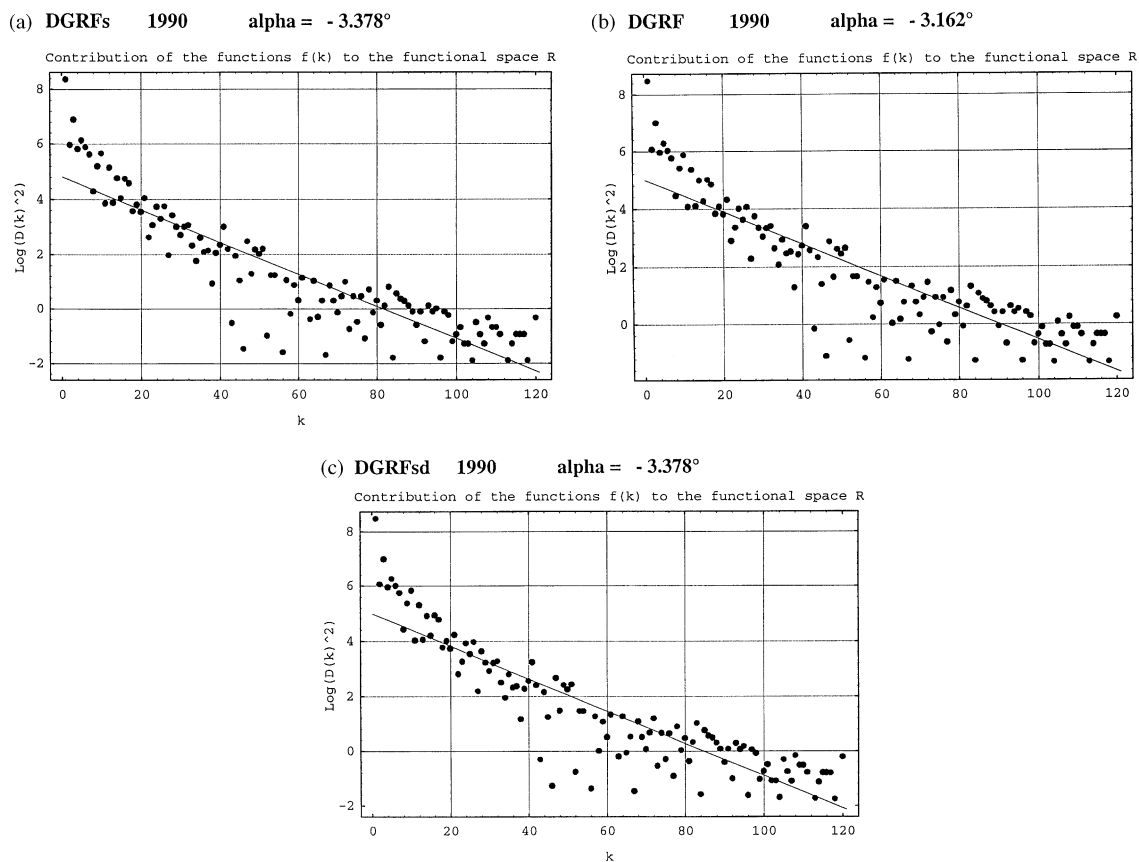 (a) DGRFs 1990 alpha = - 3.378°
Contribution of the functions f(k) to the functional space R
8
6
4
2
0
-2
Log(D(k)^2)
0 20 40 60 80 100 120
k
(b) DGRF 1990 alpha = - 3.162°
Contribution of the functions f(k) to the functional space R
8
6
4
2
0
Log(D(k)^2)
0 20 40 60 80 100 120
(c) DGRFsd 1990 alpha = - 3.378°
Contribution of the functions f(k) to the functional space R
8
6
4
2
0
-2
Log(D(k)^2)
0 20 40 60 80 100 120
k